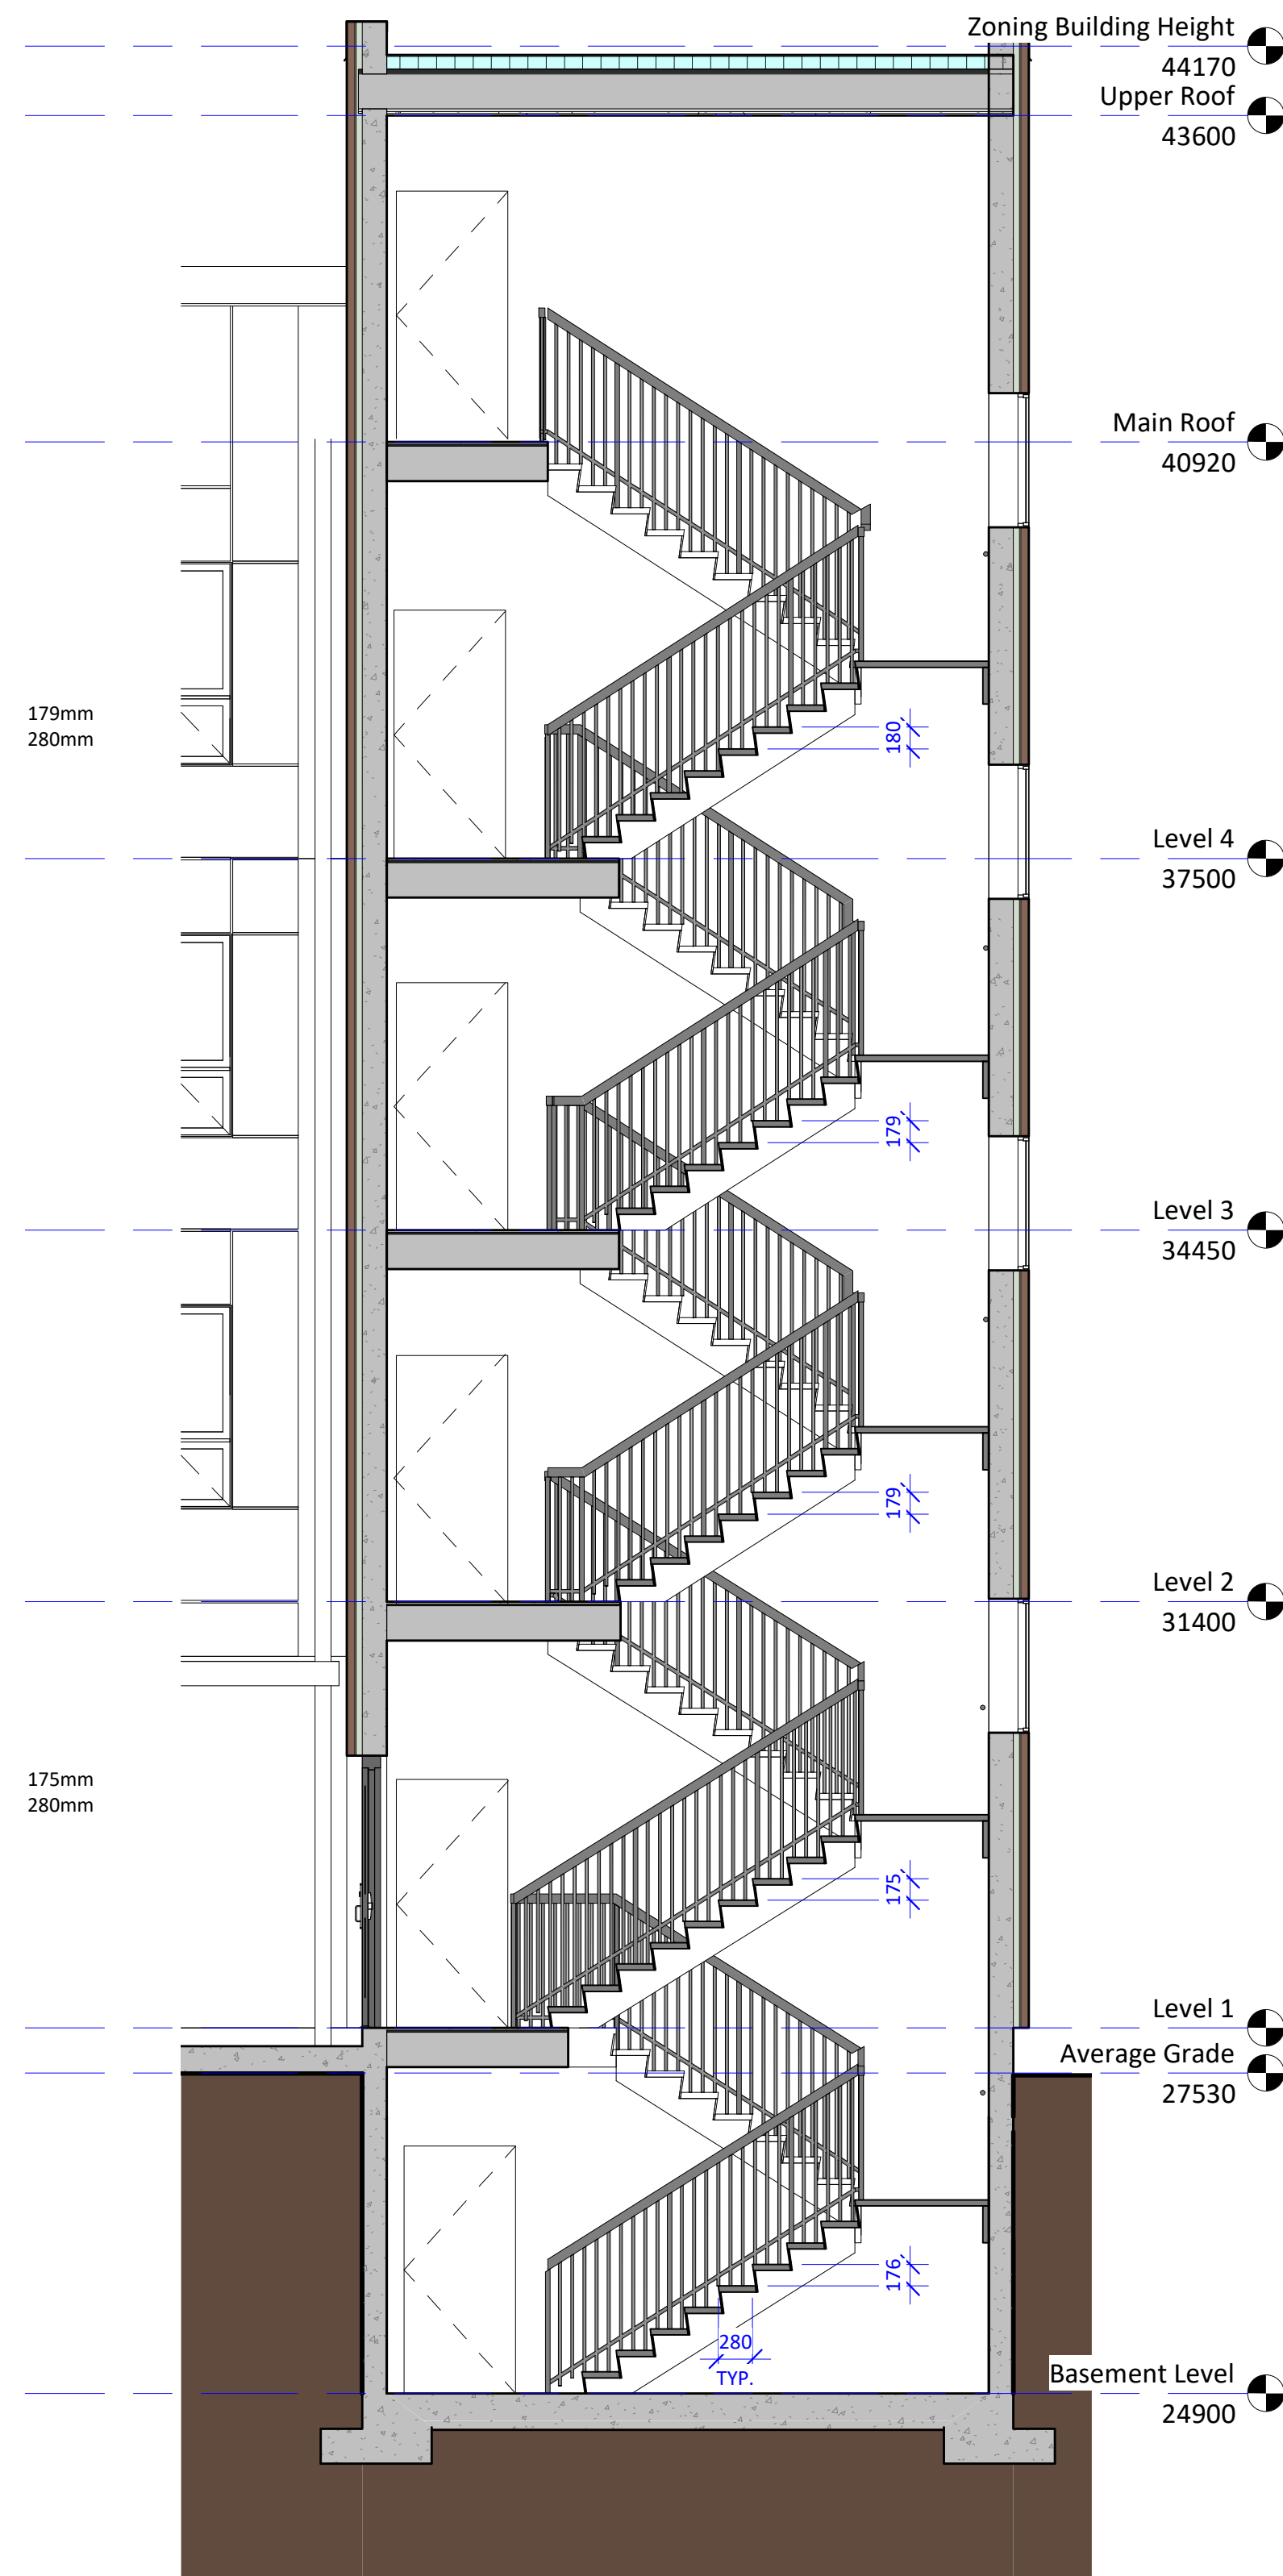 Zoning Building Height
44170
Upper Roof
43600
Main Roof
40920
179mm
280mm
180
Level 4
37500
179
Level 3
34450
179
Level 2
31400
175mm
280mm
175
Level 1
Average Grade
27530
176
280
TYP.
Basement Level
24900